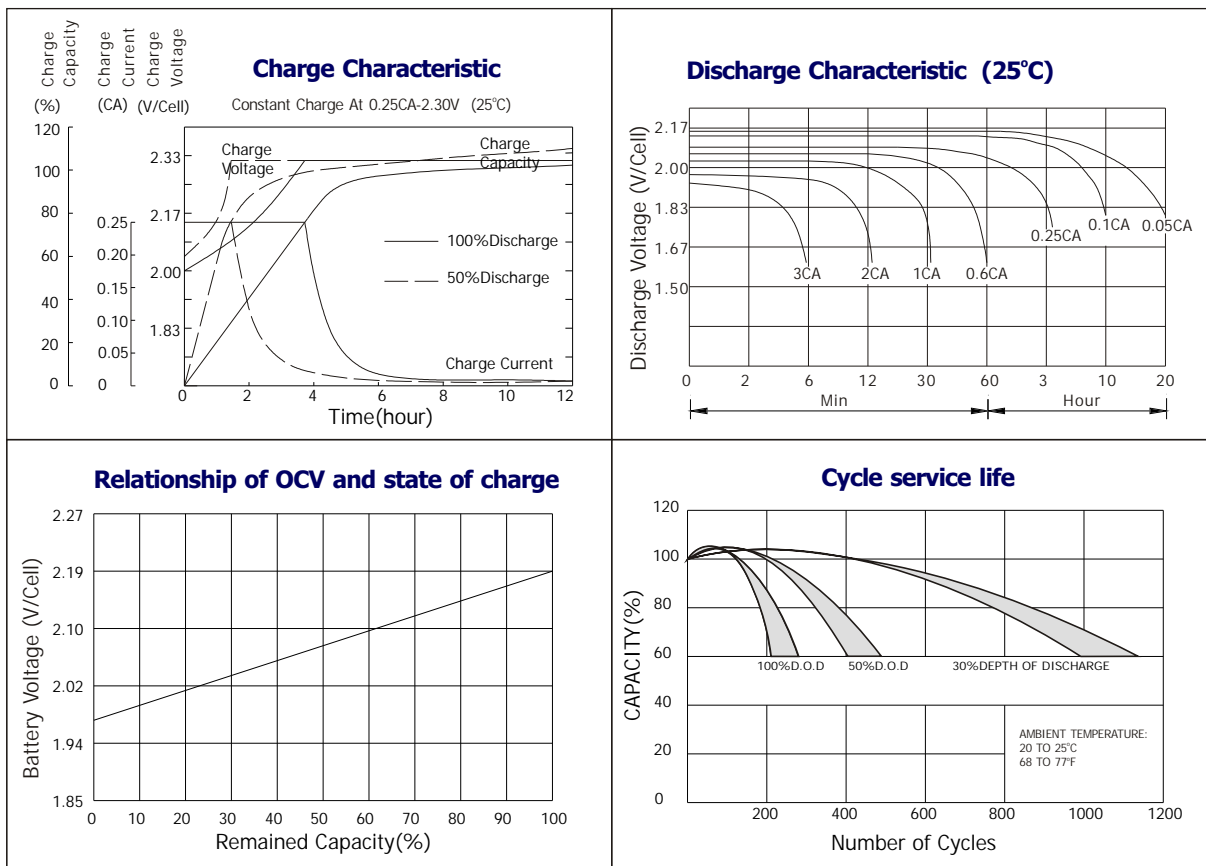 Charge
Capacity
Charge
Current
Charge
Voltage
Charge Characteristic
(%)
(CA)
(V/Cell)
Constant Charge At 0.25CA-2.30V (25°C)
120
100
80
60
40
20
0
0.25
0.20
0.15
0.10
0.05
0
2.33
2.17
2.00
1.83
Charge
Voltage
Charge
Capacity
100%Discharge
50%Discharge
Charge Current
0 2 4 6 8 10 12
Time(hour)
Discharge Characteristic (25°C)
Discharge Voltage (V/Cell)
2.17
2.00
1.83
1.67
1.50
3CA
2CA
1CA
0.6CA
0.25CA
0.1CA
0.05CA
0 2 6 12 30 60 3 10 20
Min
Hour
Relationship of OCV and state of charge
Battery Voltage (V/Cell)
2.27
2.19
2.10
2.02
1.94
1.85
0 10 20 30 40 50 60 70 80 90 100
Remained Capacity(%)
Cycle service life
CAPACITY(%)
120
100
80
60
40
20
0
100%D.O.D
50%D.O.D
30%DEPTH OF DISCHARGE
AMBIENT TEMPERATURE:
20 TO 25°C
68 TO 77°F
200 400 600 800 1000 1200
Number of Cycles